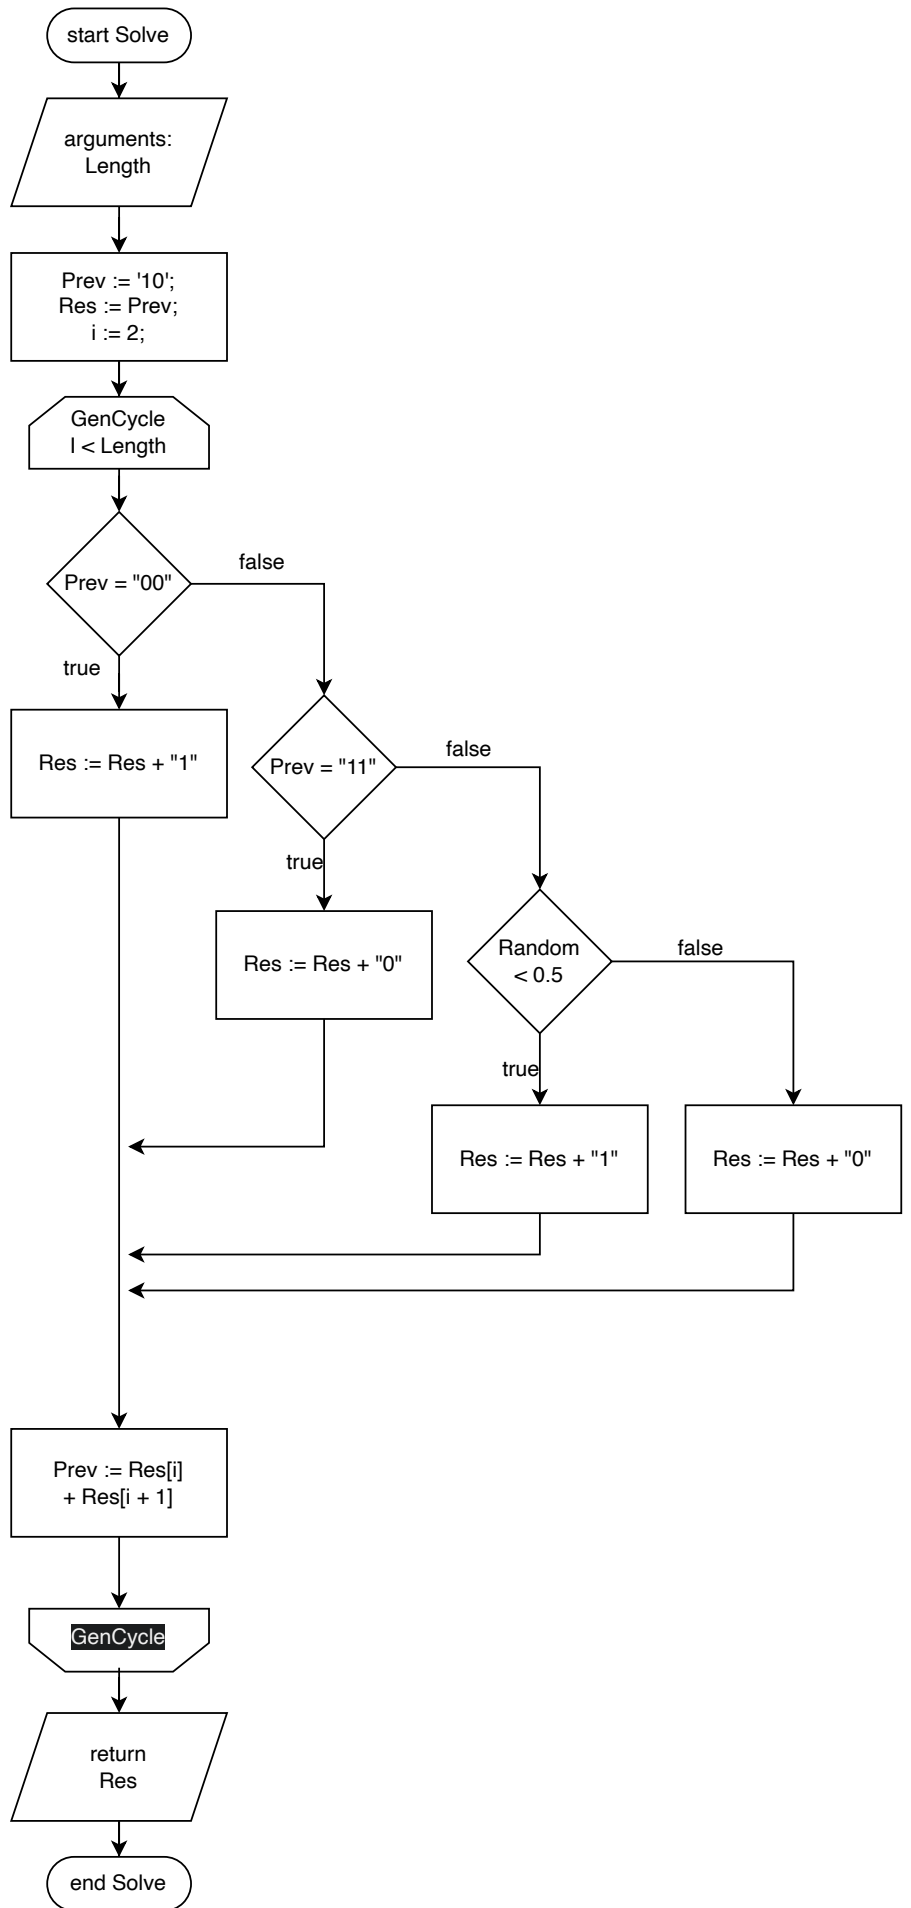 start Solve
arguments:
Length
Prev := '10';
Res := Prev;
i := 2;
GenCycle
I < Length
Prev = "00"
false
true
Res := Res + "1"
Prev = "11"
false
true
Res := Res + "0"
Random
< 0.5
false
true
Res := Res + "1"
Res := Res + "0"
Prev := Res[i]
+ Res[i + 1]
GenCycle
return
Res
end Solve